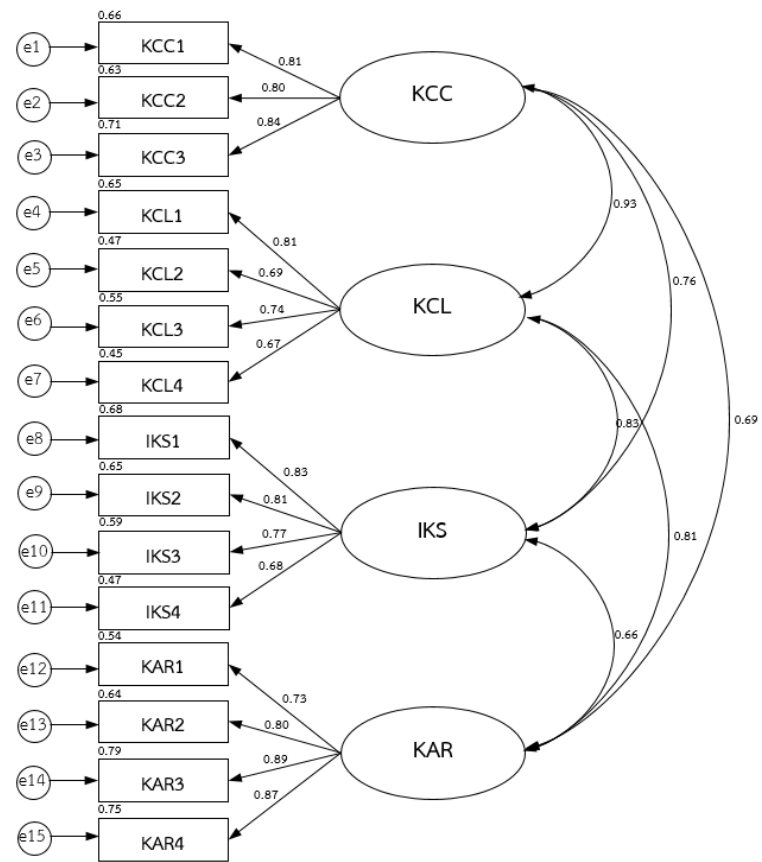 0.66
e1
KCC1
0.63
e2
KCC2
0.71
e3
KCC3
0.65
e4
KCL1
0.47
e5
KCL2
0.55
e6
KCL3
0.45
e7
KCL4
0.68
e8
IKS1
0.65
e9
IKS2
0.59
e10
IKS3
0.47
e11
IKS4
0.54
e12
KAR1
0.64
e13
KAR2
0.79
e14
KAR3
0.75
e15
KAR4
0.81
0.80
0.84
0.81
0.69
0.74
0.67
0.83
0.81
0.77
0.68
0.73
0.80
0.89
0.87
KCC
KCL
IKS
KAR
0.93
0.76
0.83
0.69
0.81
0.66